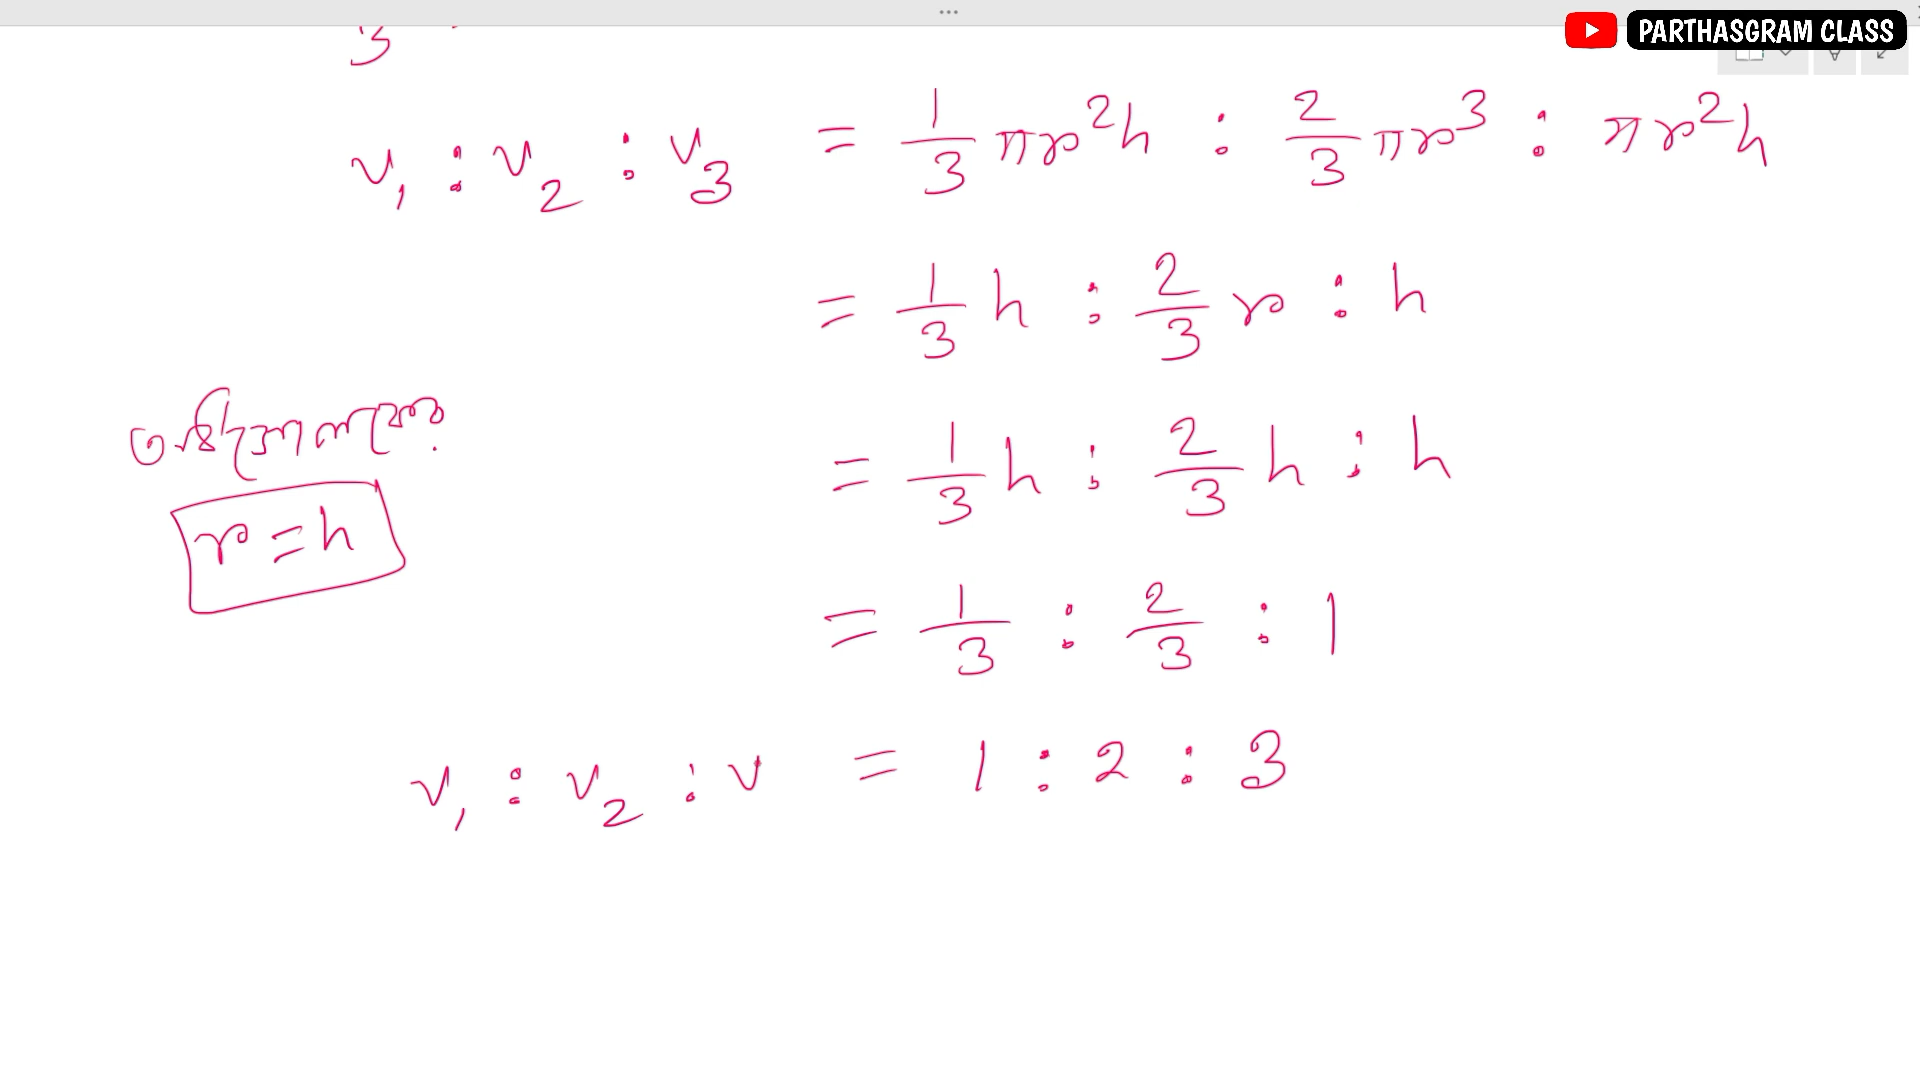 PARTHASGRAM CLASS
3
v₁ : v₂ : v₃ = 1/3 πr²h : 2/3 πr³ : πr²h
= 1/3 h : 2/3 r : h
= 1/3 h : 2/3 h : h
r = h
= 1/3 : 2/3 : 1
v₁ : v₂ : v = 1 : 2 : 3